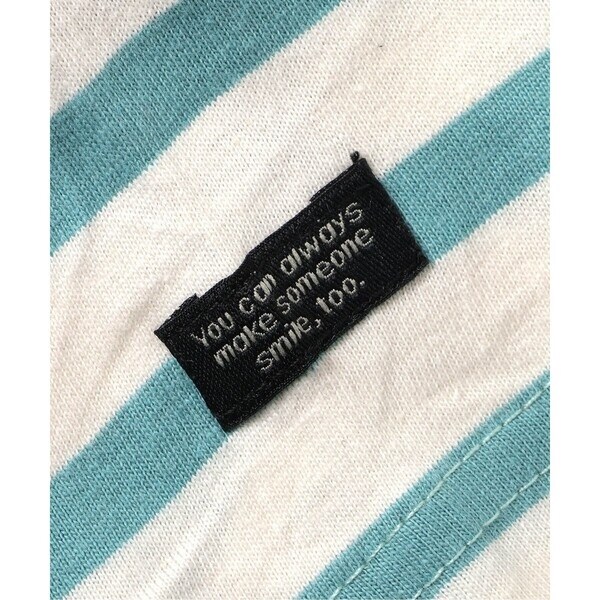 You can always
make someone
smile, too.